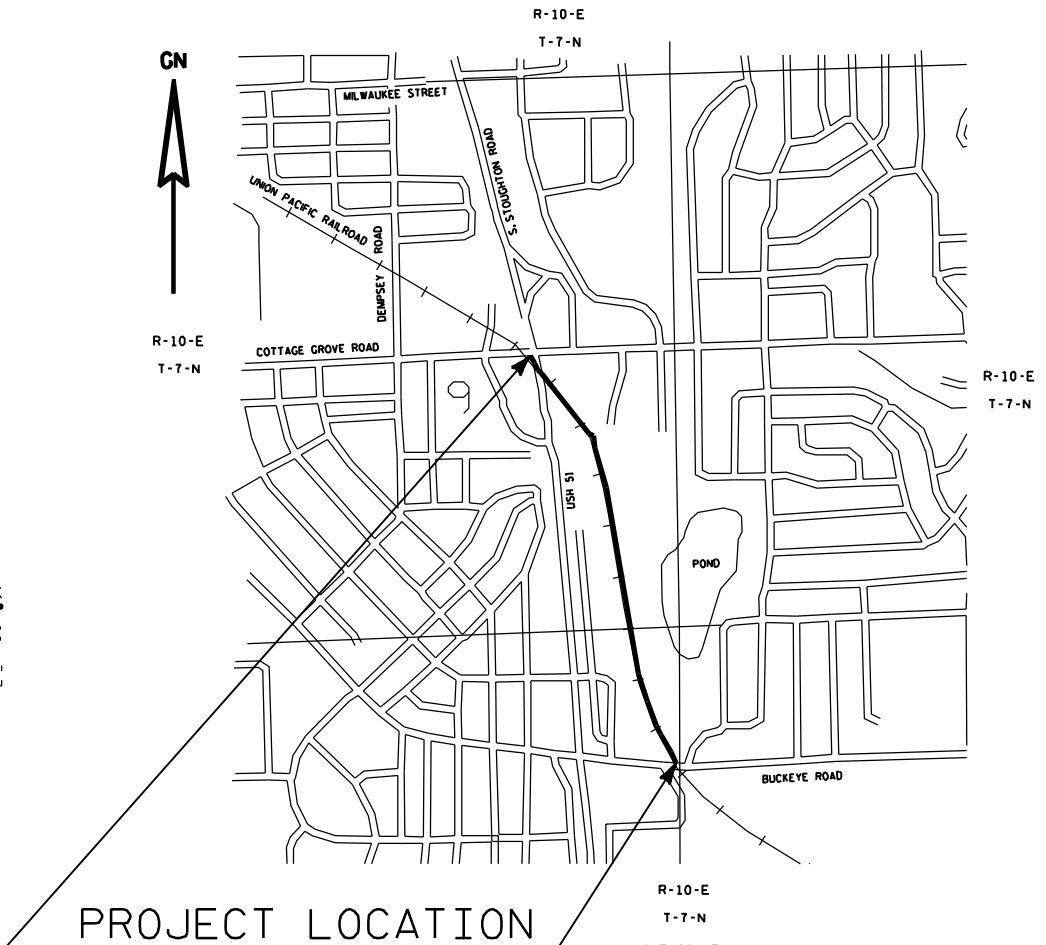 R-10-E
T-7-N
GN
MILWAUKEE STREET
S. STOUGHTON ROAD
UNION PACIFIC RAILROAD
DEMPSEY ROAD
R-10-E
T-7-N
COTTAGE GROVE ROAD
R-10-E
T-7-N
USH 51
POND
BUCKEYE ROAD
R-10-E
T-7-N
PROJECT LOCATION